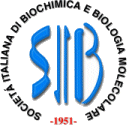 SOCIETÀ ITALIANA DI BIOCHIMICA E BIOLOGIA MOLECOLARE
SIB
-1951-